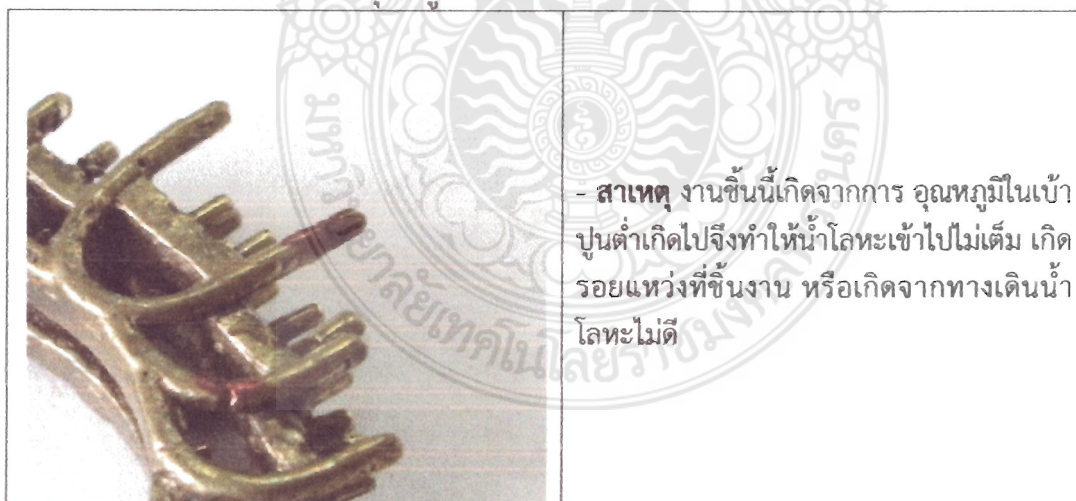 - สาเหตุ งานชิ้นนี้เกิดจากการ อุณหภูมิในเบ้า
ปูนต่ำเกิดไปจึงทำให้น้ำโลหะเข้าไปไม่เต็ม เกิด
รอยแหว่งที่ชิ้นงาน หรือเกิดจากทางเดินน้ำ
โลหะไม่ดี